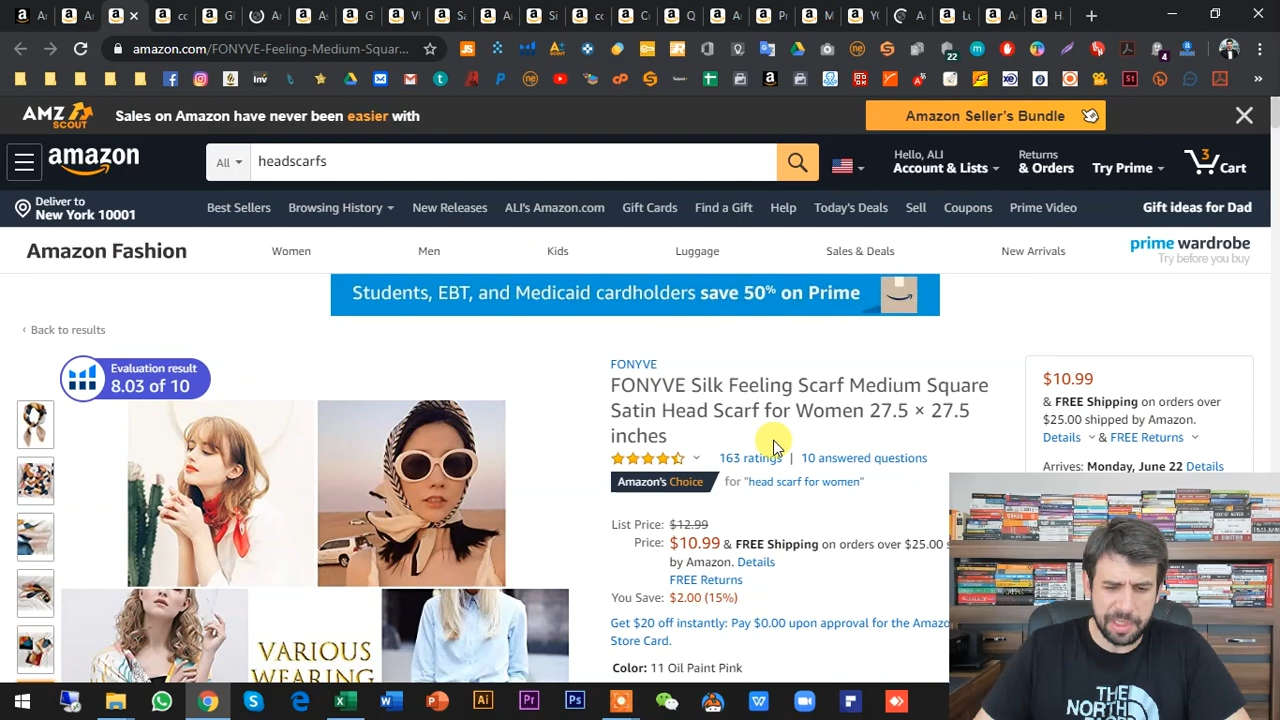 amazon.com/FONYVE-Feeling-Medium-Squar...
AMZ SCOUT
Sales on Amazon have never been easier with
Amazon Seller's Bundle
amazon
All
headscarfs
Hello, ALI
Account & Lists
Returns
& Orders
Try Prime
3
Cart
Deliver to
New York 10001
Best Sellers
Browsing History
New Releases
ALI's Amazon.com
Gift Cards
Find a Gift
Help
Today's Deals
Sell
Coupons
Prime Video
Gift ideas for Dad
Amazon Fashion
Women
Men
Kids
Luggage
Sales & Deals
New Arrivals
prime wardrobe
Try before you buy
Students, EBT, and Medicaid cardholders save 50% on Prime
‹ Back to results
Evaluation result
8.03 of 10
VARIOUS
WEARING
FONYVE
FONYVE Silk Feeling Scarf Medium Square
Satin Head Scarf for Women 27.5 × 27.5
inches
163 ratings | 10 answered questions
Amazon's Choice for "head scarf for women"
List Price: $12.99
Price: $10.99 & FREE Shipping on orders over $25.00 s
by Amazon. Details
FREE Returns
You Save: $2.00 (15%)
Get $20 off instantly: Pay $0.00 upon approval for the Amazo
Store Card.
Color: 11 Oil Paint Pink
$10.99
& FREE Shipping on orders over
$25.00 shipped by Amazon.
Details & FREE Returns
Arrives: Monday, June 22 Details
THE
NORTH